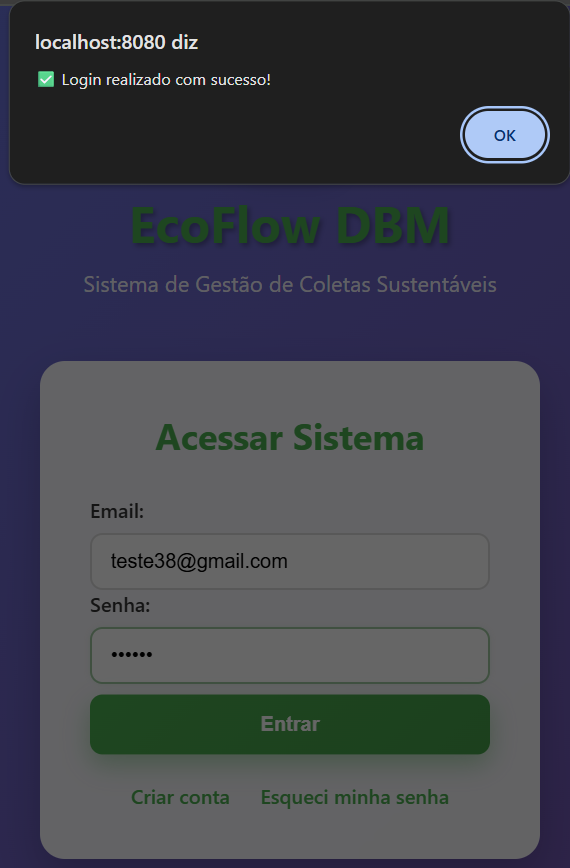 localhost:8080 diz
✅ Login realizado com sucesso!
OK
EcoFlow DBM
Sistema de Gestão de Coletas Sustentáveis
Acessar Sistema
Email:
teste38@gmail.com
Senha:
••••••
Entrar
Criar conta Esqueci minha senha